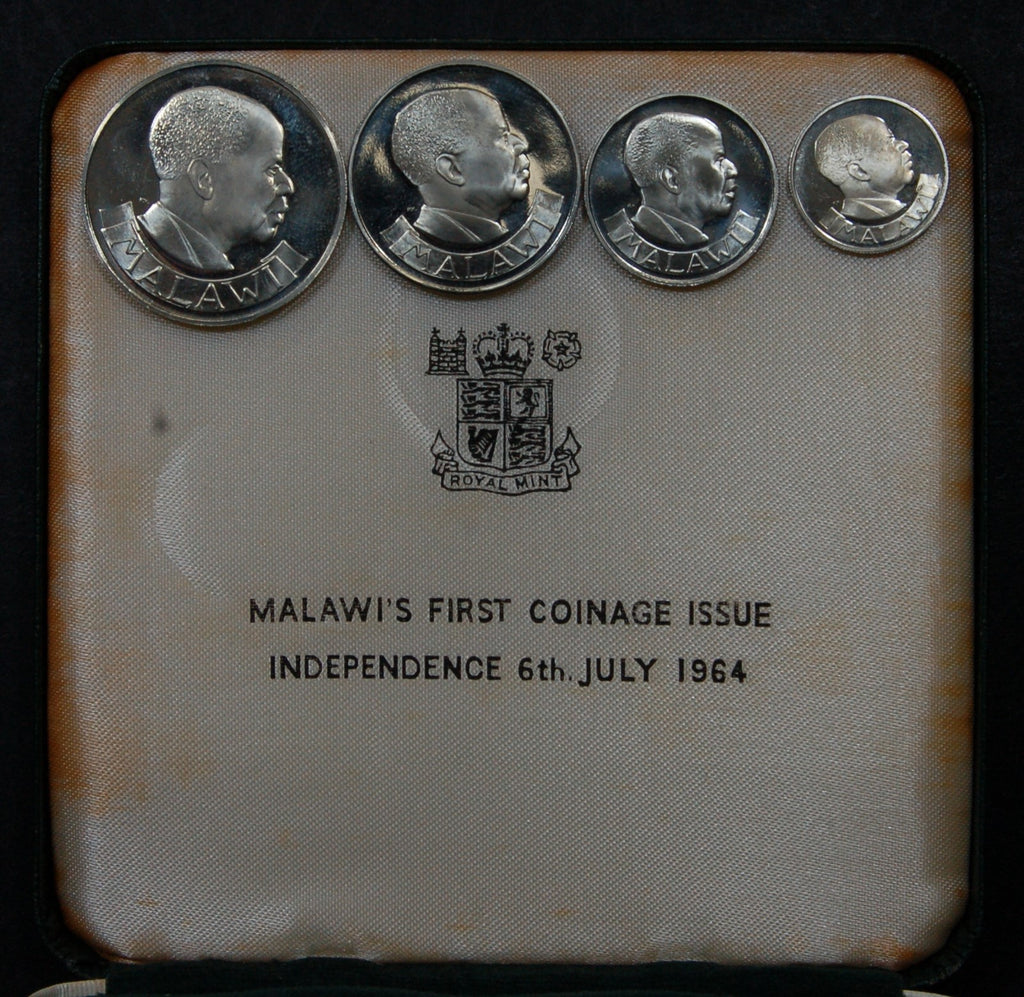 MALAWI
MALAWI
MALAWI
MALAWI
ROYAL MINT
MALAWI'S FIRST COINAGE ISSUE
INDEPENDENCE 6th. JULY 1964